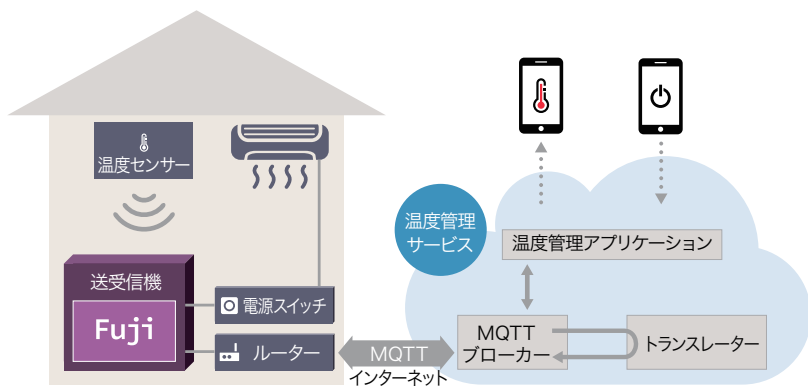 温度センサー
送受信機
Fuji
電源スイッチ
ルーター
MQTT
インターネット
温度管理
サービス
温度管理アプリケーション
MQTT
ブローカー
トランスレーター